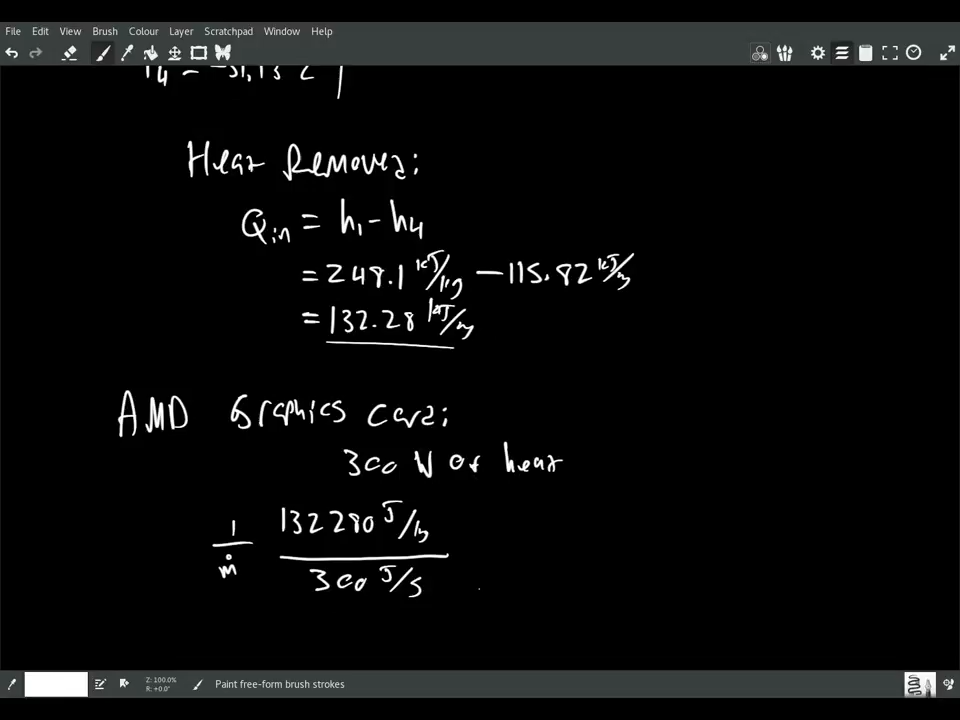 File Edit View Brush Colour Layer Scratchpad Window Help
Heat Removed:
Qin = h1 - h4
= 248.1 kJ/kg - 115.82 kJ/kg
= 132.28 kJ/kg
AMD Graphics Card:
300 W of heat
1/ṁ 132280 J/kg / 300 J/s
Z: 100.0%
R: +0.0°
Paint free-form brush strokes